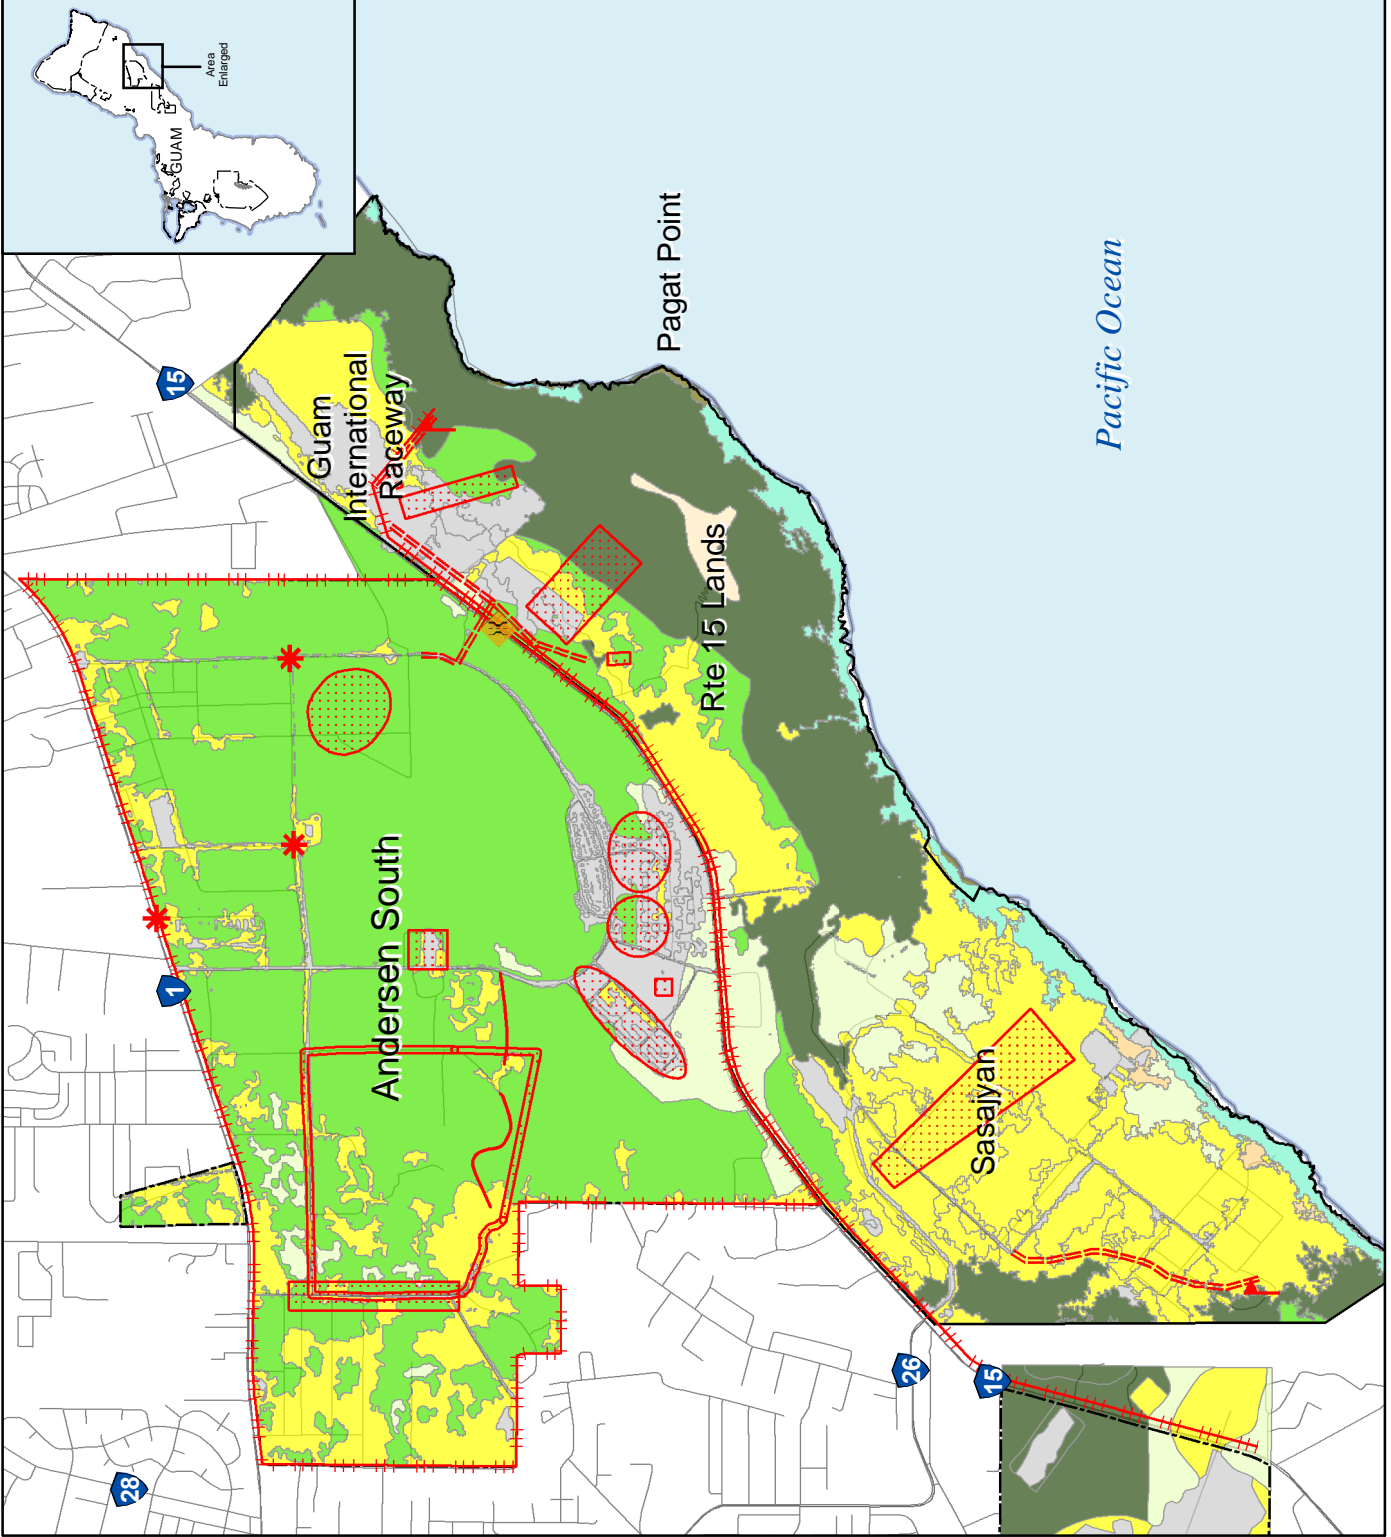 Area
Enlarged
GUAM
15
Guam
International
Raceway
Pagat Point
Pacific Ocean
Rte 15 Lands
1
Andersen South
Sasajyan
28
26
15